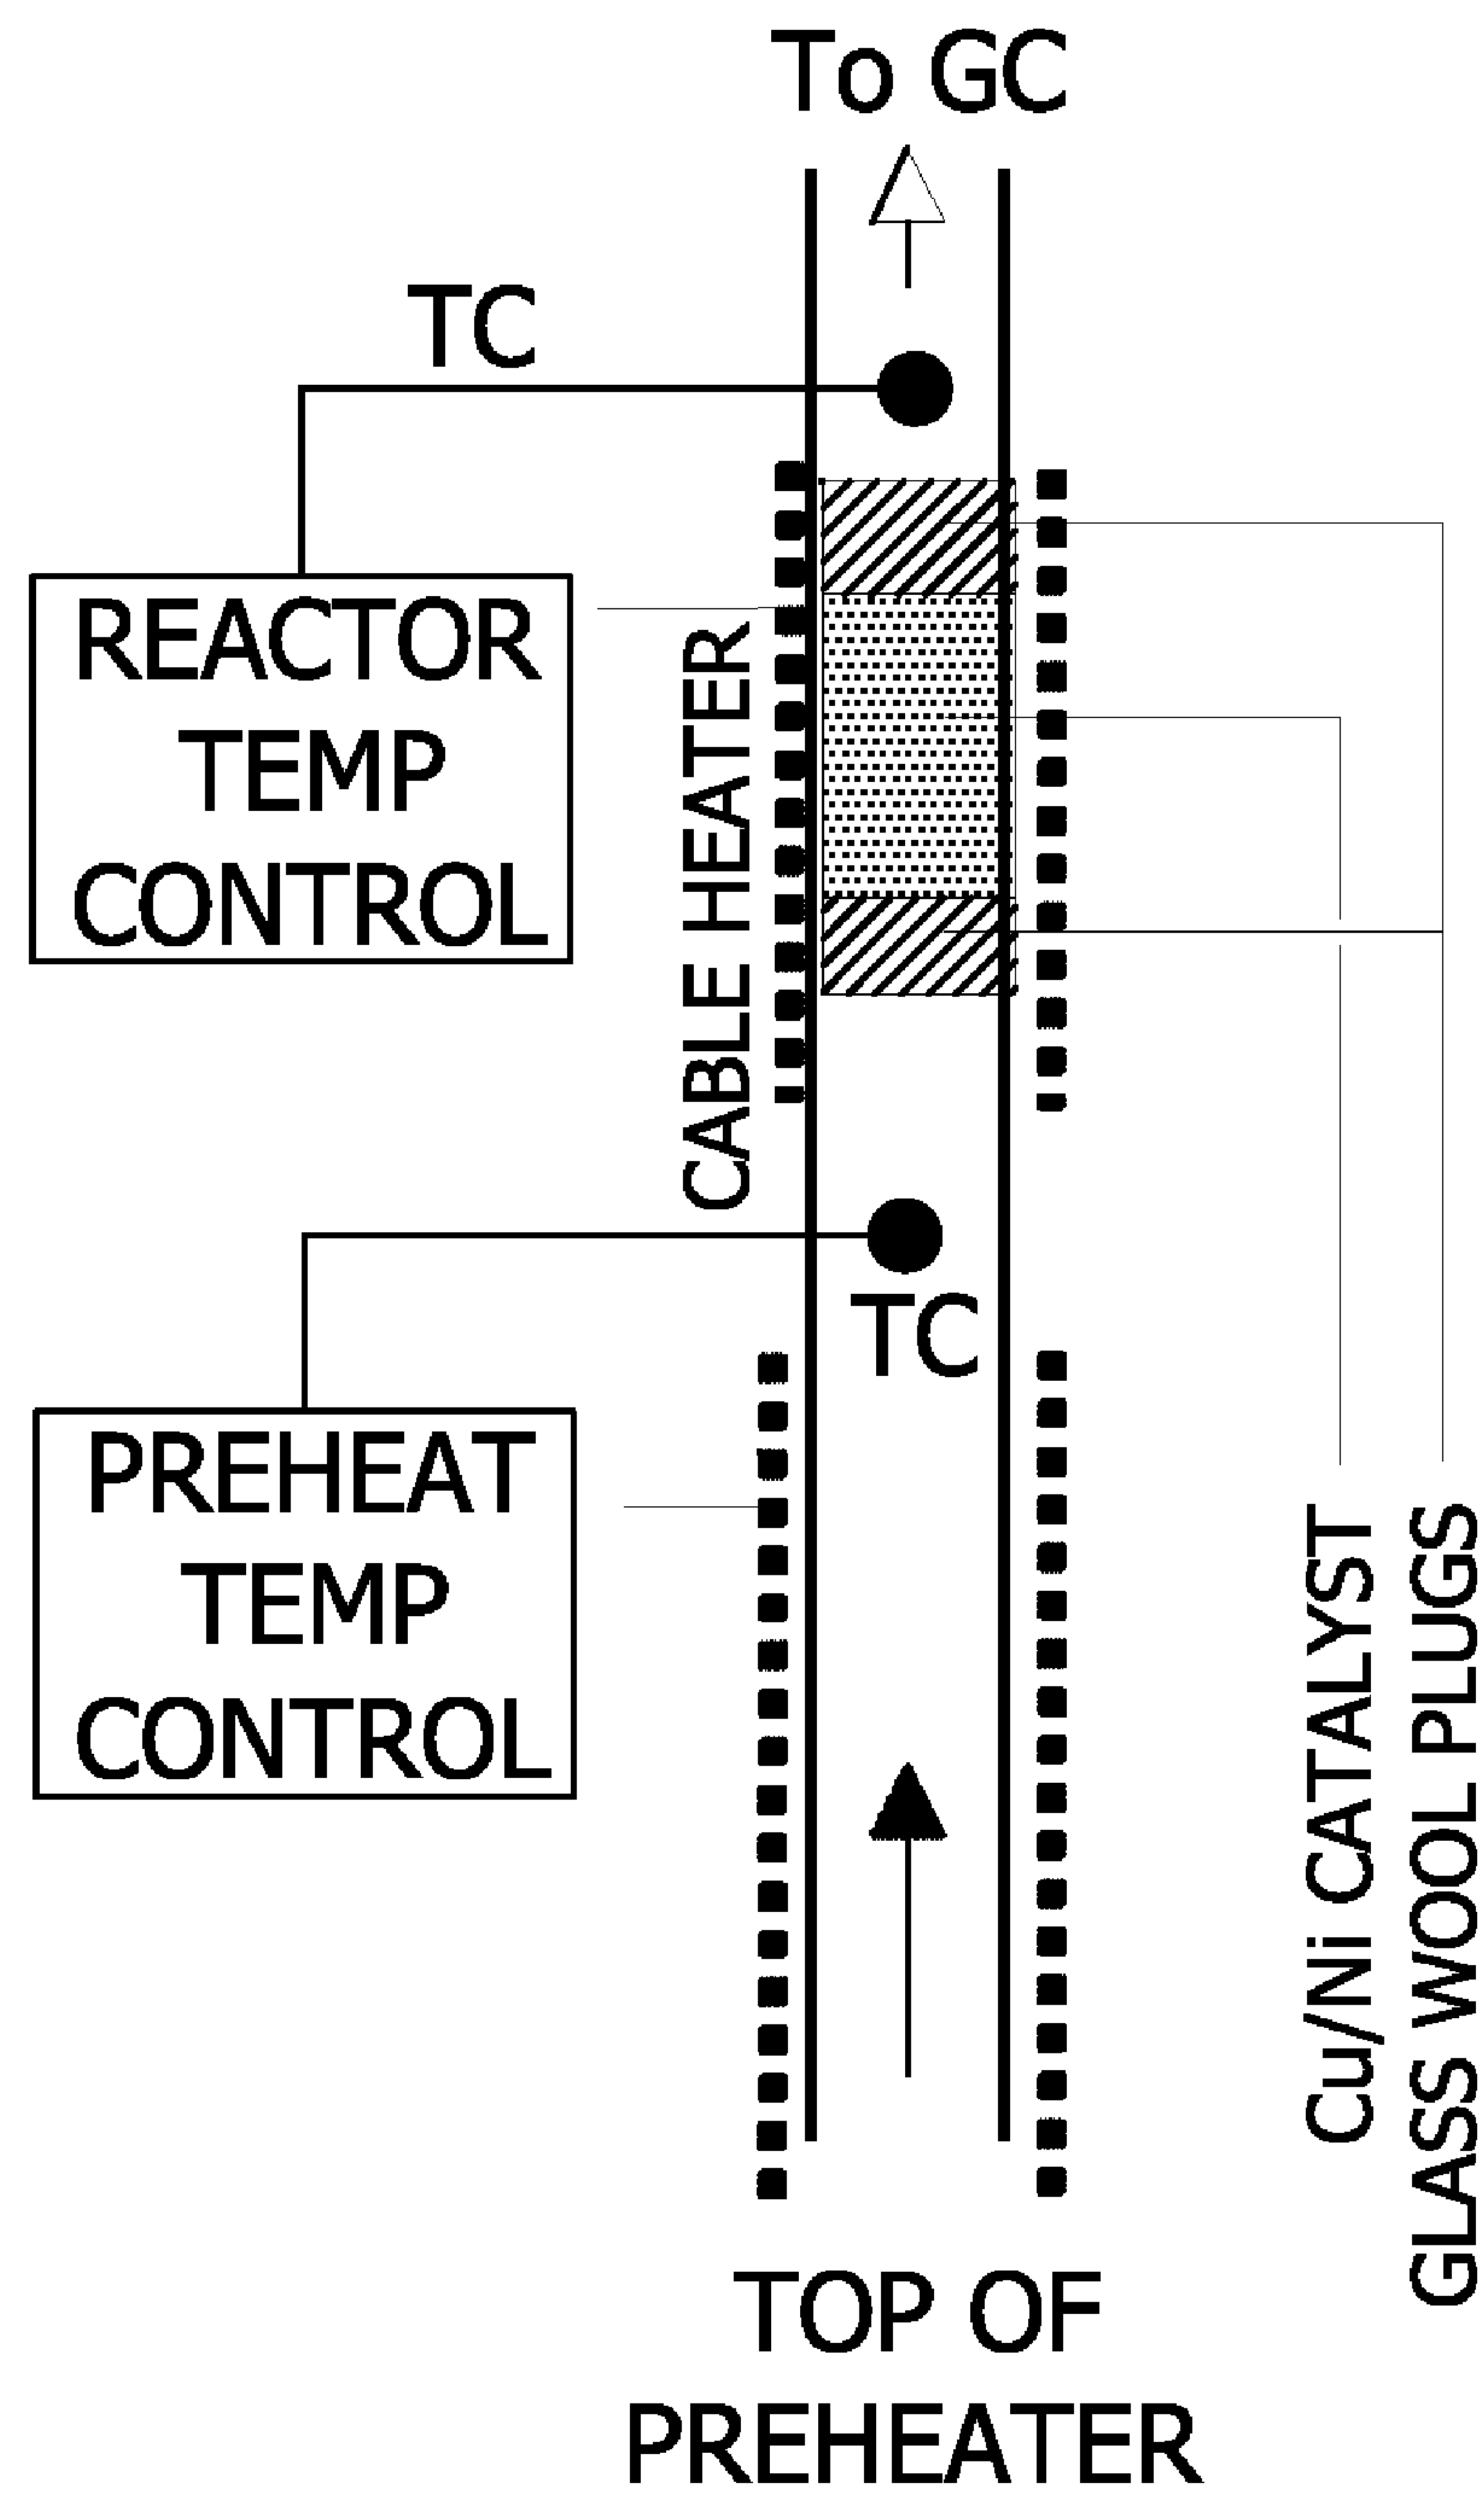 To GC
TC
REACTOR
TEMP
CONTROL
CABLE HEATER
TC
PREHEAT
TEMP
CONTROL
Cu/Ni CATALYST
GLASS WOOL PLUGS
TOP OF
PREHEATER